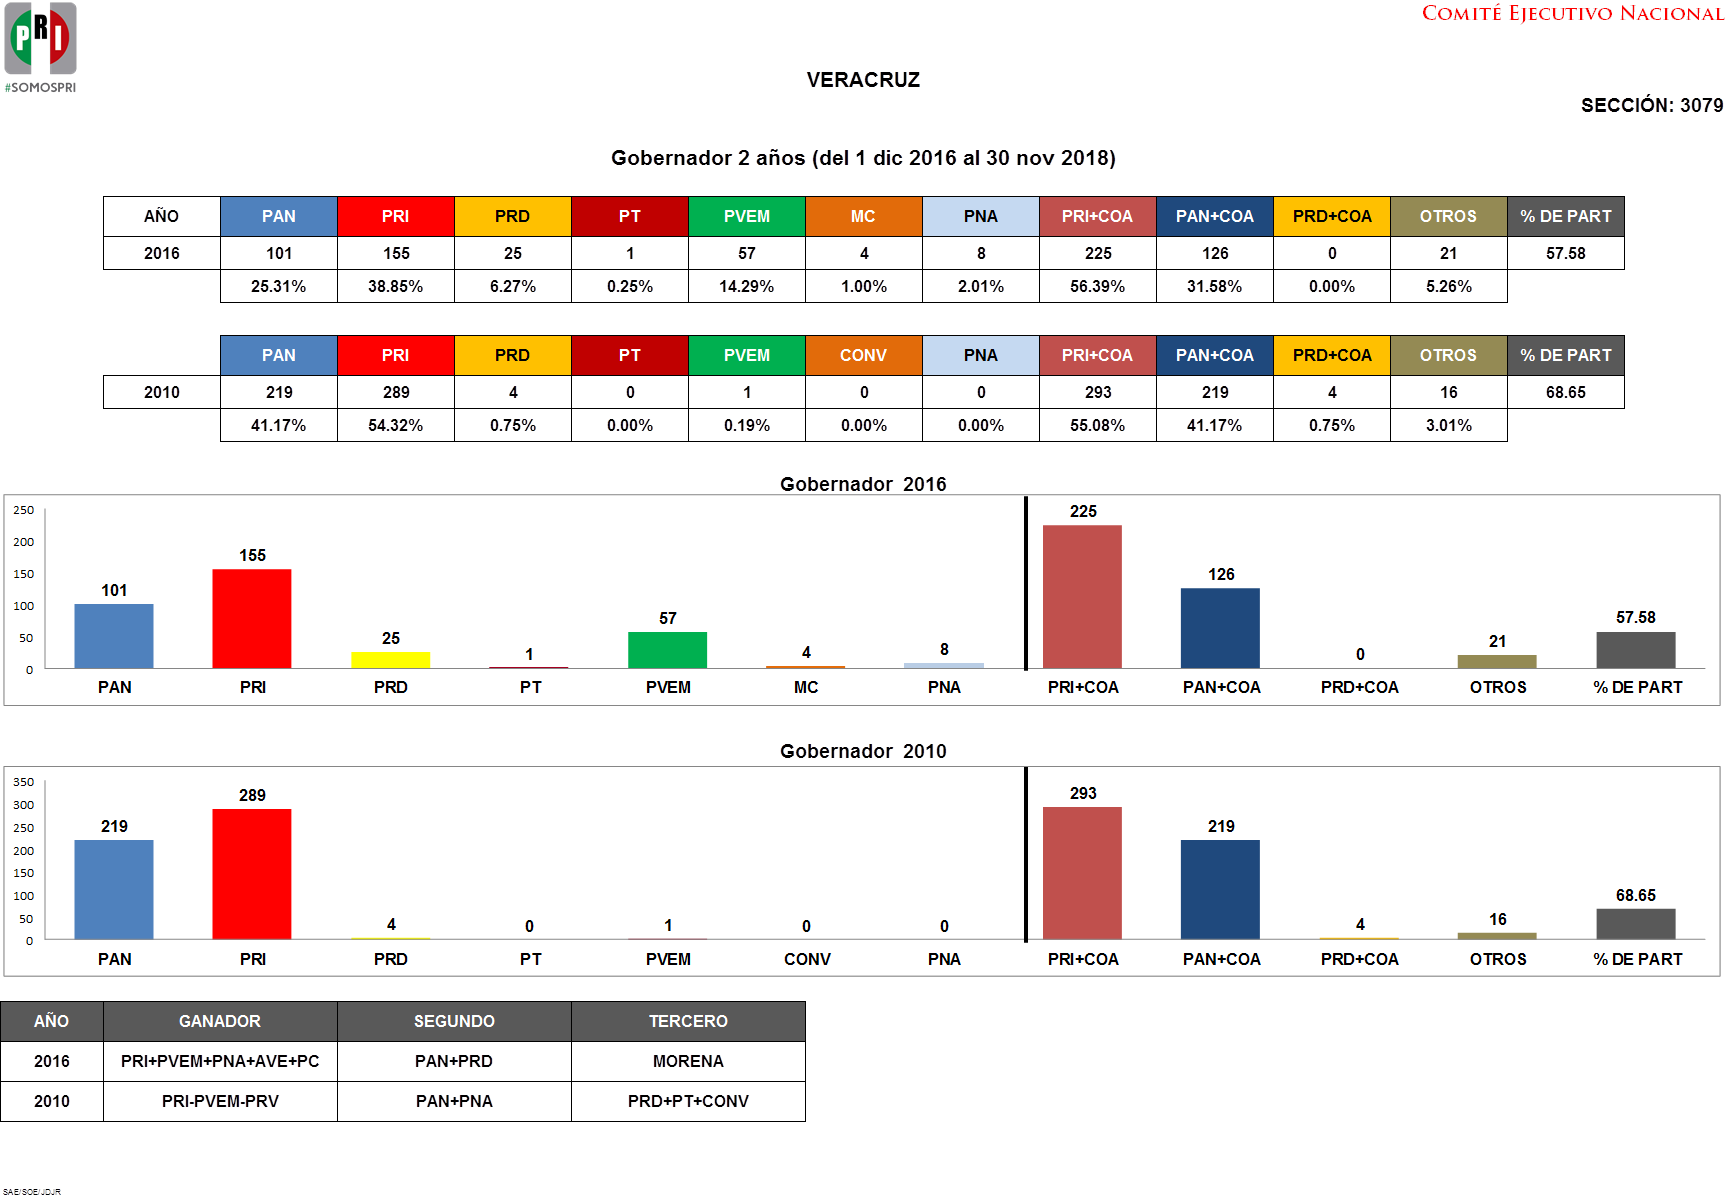 PRI
#SOMOSPRI
COMITÉ EJECUTIVO NACIONAL
VERACRUZ
SECCIÓN: 3079
Gobernador 2 años (del 1 dic 2016 al 30 nov 2018)
AÑO PAN PRI PRD PT PVEM MC PNA PRI+COA PAN+COA PRD+COA OTROS % DE PART
2016 101 155 25 1 57 4 8 225 126 0 21 57.58
25.31% 38.85% 6.27% 0.25% 14.29% 1.00% 2.01% 56.39% 31.58% 0.00% 5.26%
PAN PRI PRD PT PVEM CONV PNA PRI+COA PAN+COA PRD+COA OTROS % DE PART
2010 219 289 4 0 1 0 0 293 219 4 16 68.65
41.17% 54.32% 0.75% 0.00% 0.19% 0.00% 0.00% 55.08% 41.17% 0.75% 3.01%
Gobernador 2016
250
200
150
100
50
0
101 155 25 1 57 4 8 225 126 0 21 57.58
PAN PRI PRD PT PVEM MC PNA PRI+COA PAN+COA PRD+COA OTROS % DE PART
Gobernador 2010
350
300
250
200
150
100
50
0
219 289 4 0 1 0 0 293 219 4 16 68.65
PAN PRI PRD PT PVEM CONV PNA PRI+COA PAN+COA PRD+COA OTROS % DE PART
AÑO GANADOR SEGUNDO TERCERO
2016 PRI+PVEM+PNA+AVE+PC PAN+PRD MORENA
2010 PRI-PVEM-PRV PAN+PNA PRD+PT+CONV
SAE/SOE/JDJR